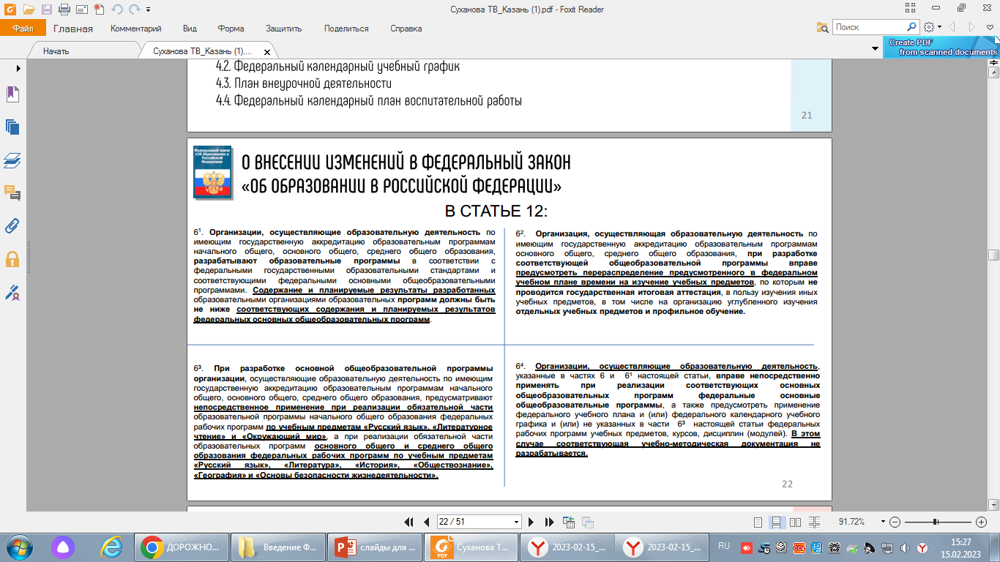 Суханова ТВ_Казань (1).pdf - Foxit Reader
Файл Главная Комментарий Вид Форма Защитить Поделиться Справка
Поиск
Начать Суханова ТВ_Казань (1)....
Create PDF
from scanned documents
4.2. Федеральный календарный учебный график
4.3. План внеурочной деятельности
4.4. Федеральный календарный план воспитательной работы
21
Федеральный закон
«Об образовании в
Российской
Федерации»
О ВНЕСЕНИИ ИЗМЕНЕНИЙ В ФЕДЕРАЛЬНЫЙ ЗАКОН
«ОБ ОБРАЗОВАНИИ В РОССИЙСКОЙ ФЕДЕРАЦИИ»
В СТАТЬЕ 12:
6¹. Организации, осуществляющие образовательную деятельность по
имеющим государственную аккредитацию образовательным программам
начального общего, основного общего, среднего общего образования,
разрабатывают образовательные программы в соответствии с
федеральными государственными образовательными стандартами и
соответствующими федеральными основными общеобразовательными
программами. Содержание и планируемые результаты разработанных
образовательными организациями образовательных программ должны быть
не ниже соответствующих содержания и планируемых результатов
федеральных основных общеобразовательных программ.
6². Организация, осуществляющая образовательную деятельность по
имеющим государственную аккредитацию образовательным программам
основного общего, среднего общего образования, при разработке
соответствующей общеобразовательной программы вправе
предусмотреть перераспределение предусмотренного в федеральном
учебном плане времени на изучение учебных предметов, по которым не
проводится государственная итоговая аттестация, в пользу изучения иных
учебных предметов, в том числе на организацию углубленного изучения
отдельных учебных предметов и профильное обучение.
6³. При разработке основной общеобразовательной программы
организации, осуществляющие образовательную деятельность по имеющим
государственную аккредитацию образовательным программам начального
общего, основного общего, среднего общего образования, предусматривают
непосредственное применение при реализации обязательной части
образовательной программы начального общего образования федеральных
рабочих программ по учебным предметам «Русский язык», «Литературное
чтение» и «Окружающий мир», а при реализации обязательной части
образовательных программ основного общего и среднего общего
образования федеральных рабочих программ по учебным предметам
«Русский язык», «Литература», «История», «Обществознание»,
«География» и «Основы безопасности жизнедеятельности».
6⁴. Организации, осуществляющие образовательную деятельность,
указанные в частях 6 и 6¹ настоящей статьи, вправе непосредственно
применять при реализации соответствующих основных
общеобразовательных программ федеральные основные
общеобразовательные программы, а также предусмотреть применение
федерального учебного плана и (или) федерального календарного учебного
графика и (или) не указанных в части 6³ настоящей статьи федеральных
рабочих программ учебных предметов, курсов, дисциплин (модулей). В этом
случае соответствующая учебно-методическая документация не
разрабатывается.
22
22 / 51
91.72%
ДОРОЖНО... Введение Ф... слайды для ... Суханова Т... 2023-02-15_... 2023-02-15_...
RU
15:27
15.02.2023